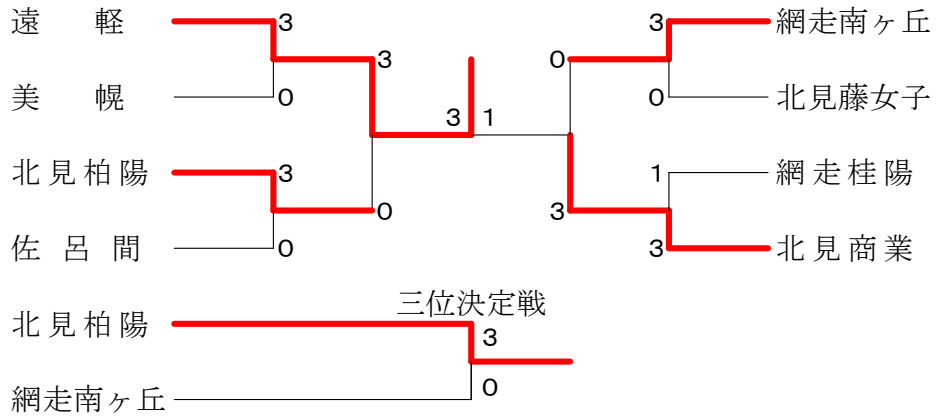 遠軽 3 3 網走南ヶ丘
3 0
美幌 0 3 1 0 北見藤女子
北見柏陽 3 1 網走桂陽
0 3
佐呂間 0 3 北見商業
三位決定戦
北見柏陽 3
網走南ヶ丘 0